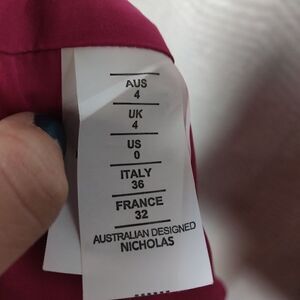 AUS
4
UK
4
US
0
ITALY
36
FRANCE
32
AUSTRALIAN DESIGNED
NICHOLAS